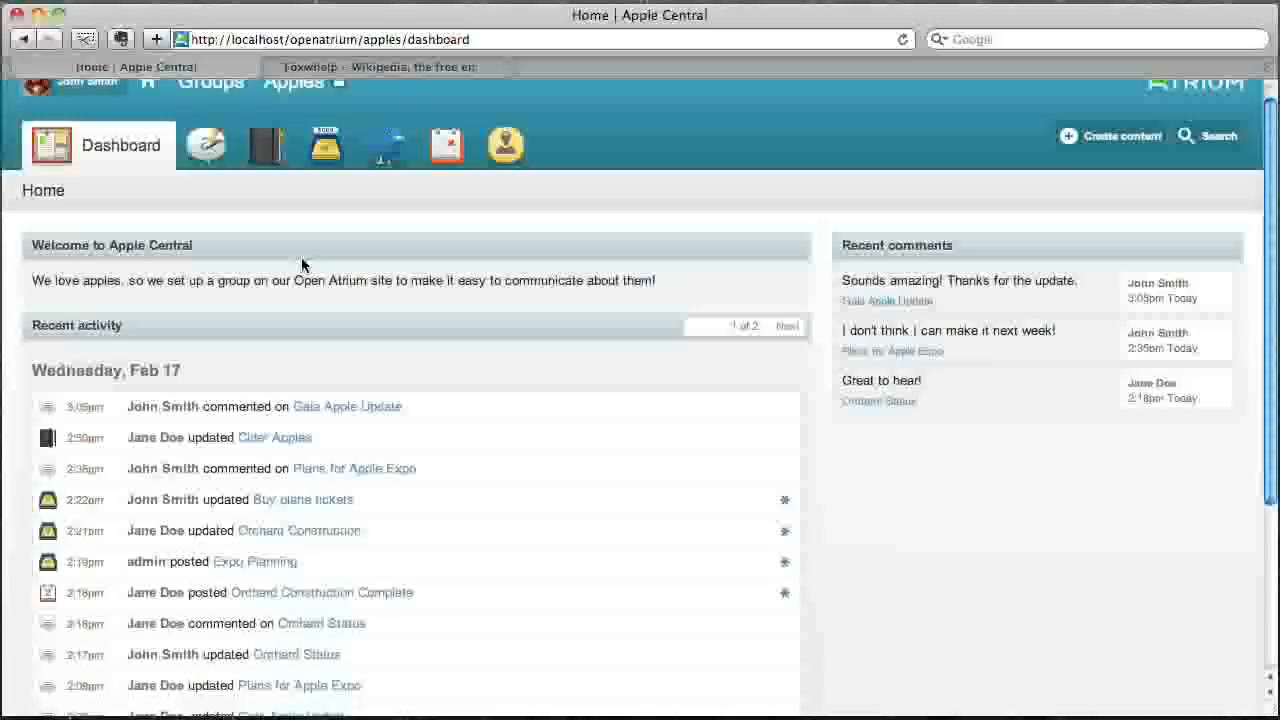 Home | Apple Central
http://localhost/openatrium/apples/dashboard
Google
Home | Apple Central
Foxwhelp - Wikipedia, the free en
John Smith
Groups
Apples
ATRIUM
Dashboard
Create content
Search
Home
Welcome to Apple Central
We love apples, so we set up a group on our Open Atrium site to make it easy to communicate about them!
Recent activity
1 of 2 Next
Wednesday, Feb 17
3:05pm John Smith commented on Gala Apple Update
2:50pm Jane Doe updated Cider Apples
2:35pm John Smith commented on Plans for Apple Expo
2:22pm John Smith updated Buy plane tickets
2:21pm Jane Doe updated Orchard Construction
2:19pm admin posted Expo Planning
2:18pm Jane Doe posted Orchard Construction Complete
2:18pm Jane Doe commented on Orchard Status
2:17pm John Smith updated Orchard Status
2:09pm Jane Doe updated Plans for Apple Expo
Recent comments
Sounds amazing! Thanks for the update.
Gala Apple Update
John Smith
3:05pm Today
I don't think I can make it next week!
Plans for Apple Expo
John Smith
2:35pm Today
Great to hear!
Orchard Status
Jane Doe
2:18pm Today